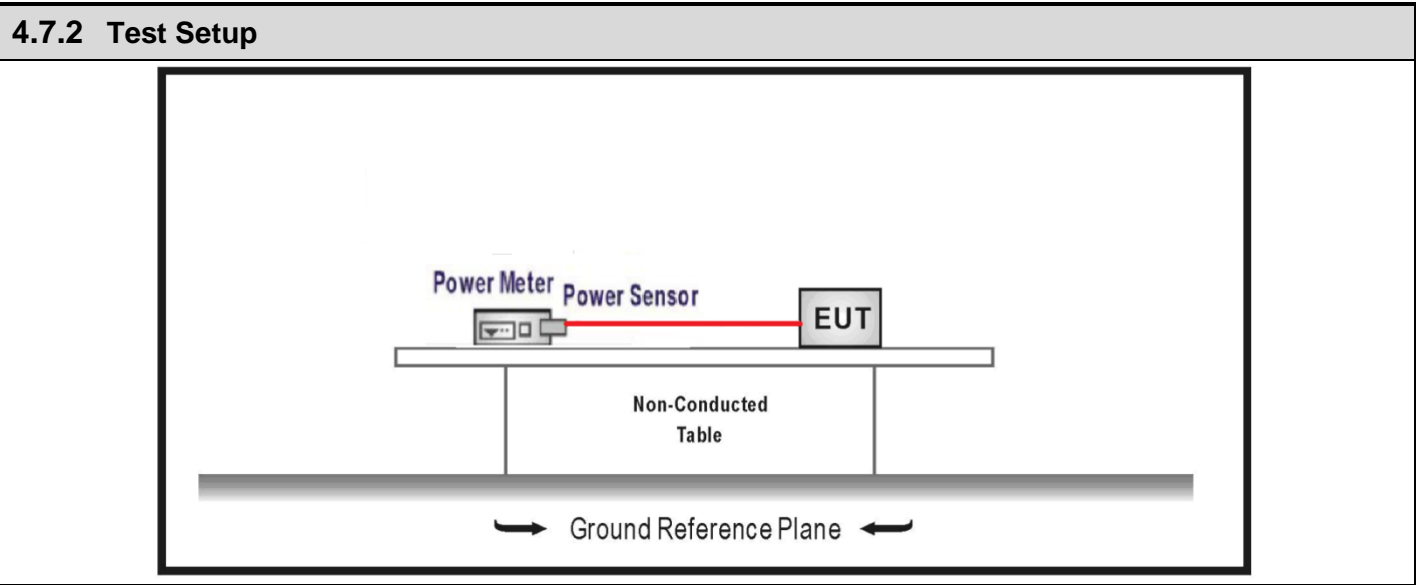 4.7.2 Test Setup
Power Meter
Power Sensor
EUT
Non-Conducted
Table
Ground Reference Plane